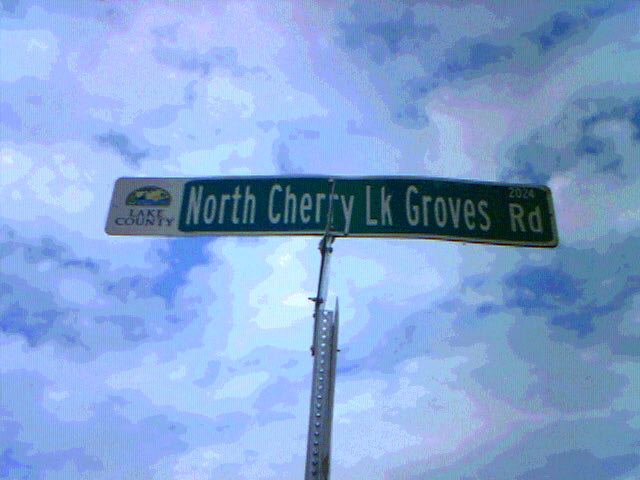 LAKE
COUNTY
North Cherry Lk Groves Rd
2024